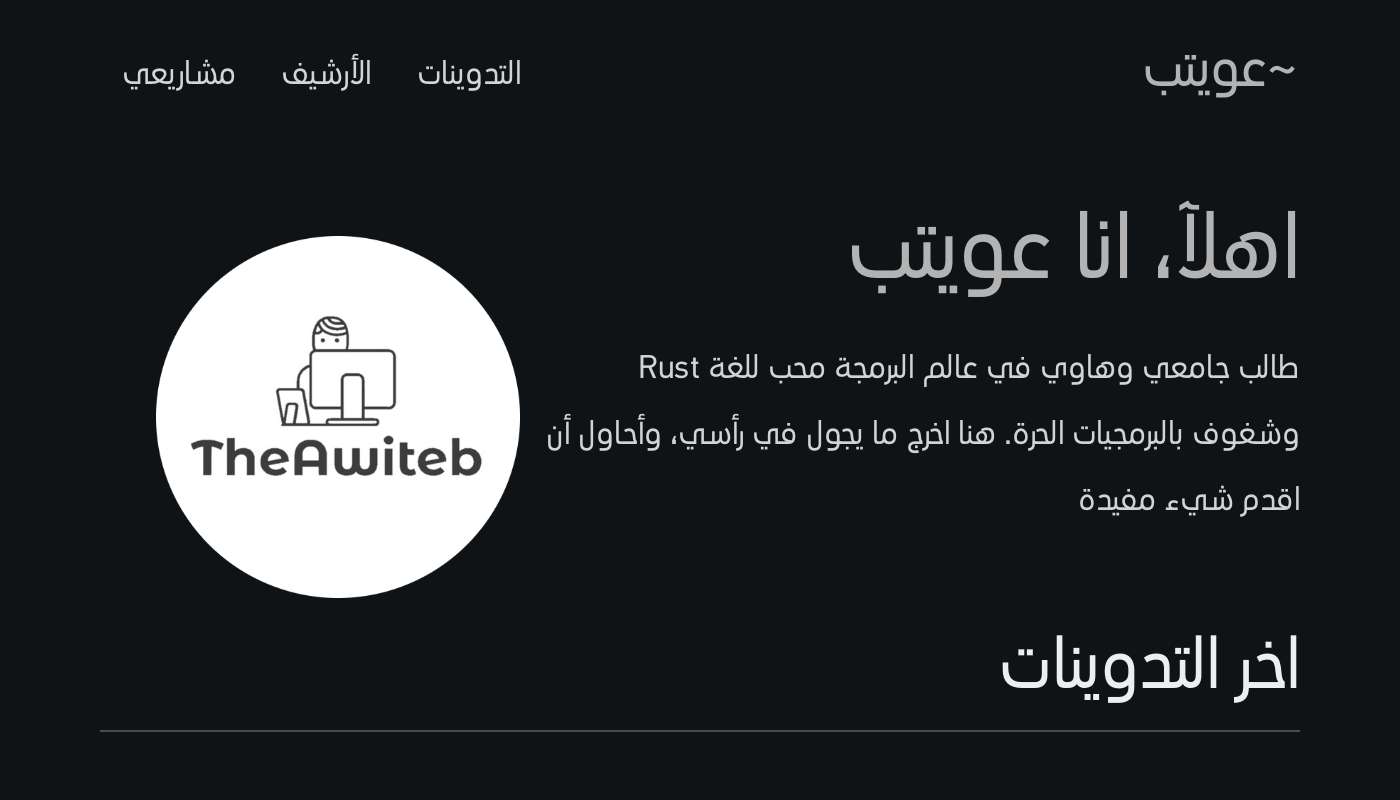 ~عويتب
التدوينات
الأرشيف
مشاريعي
اهلاً، انا عويتب
طالب جامعي وهاوي في عالم البرمجة محب للغة Rust
وشغوف بالبرمجيات الحرة. هنا اخرج ما يجول في رأسي، وأحاول أن
اقدم شيء مفيدة
TheAwiteb
اخر التدوينات